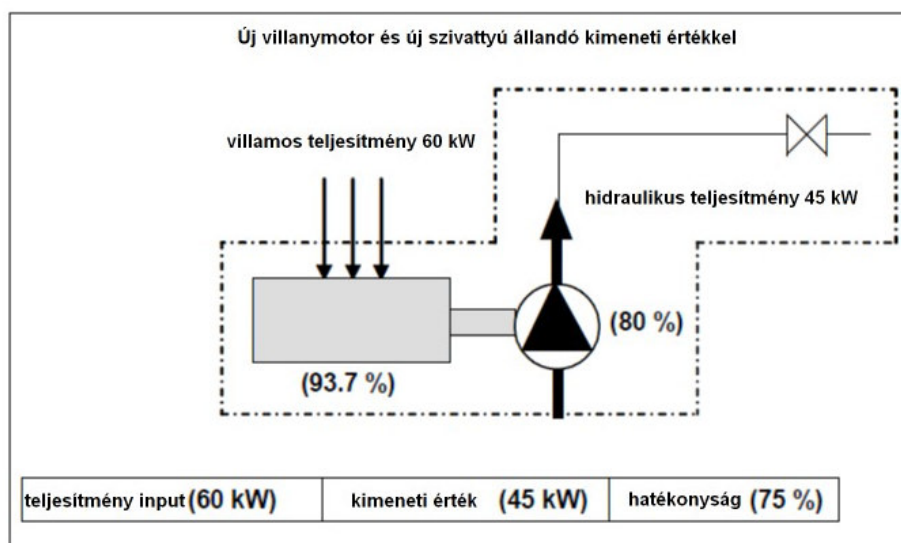 Új villanymotor és új szivattyú állandó kimeneti értékkel
villamos teljesítmény 60 kW
hidraulikus teljesítmény 45 kW
(80 %)
(93.7 %)
teljesítmény input (60 kW) kimeneti érték (45 kW) hatékonyság (75 %)